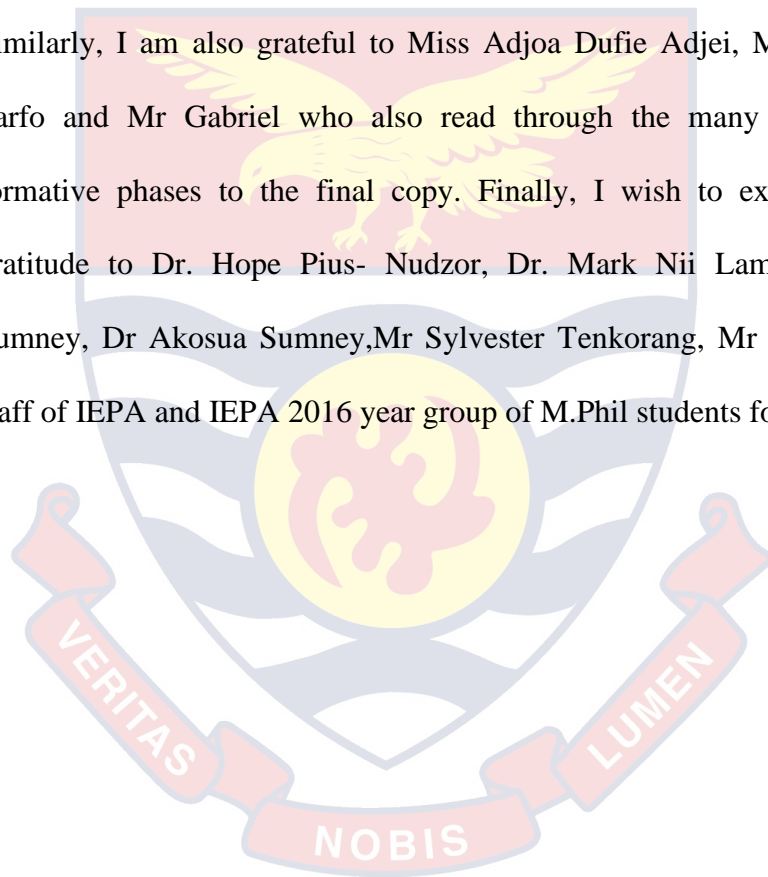 imilarly, I am also grateful to Miss Adjoa Dufie Adjei, M
arfo and Mr Gabriel who also read through the many
ormative phases to the final copy. Finally, I wish to ex
ratitude to Dr. Hope Pius- Nudzor, Dr. Mark Nii Lam
umney, Dr Akosua Sumney,Mr Sylvester Tenkorang, Mr
aff of IEPA and IEPA 2016 year group of M.Phil students fo
VERITAS
NOBIS
LUMEN